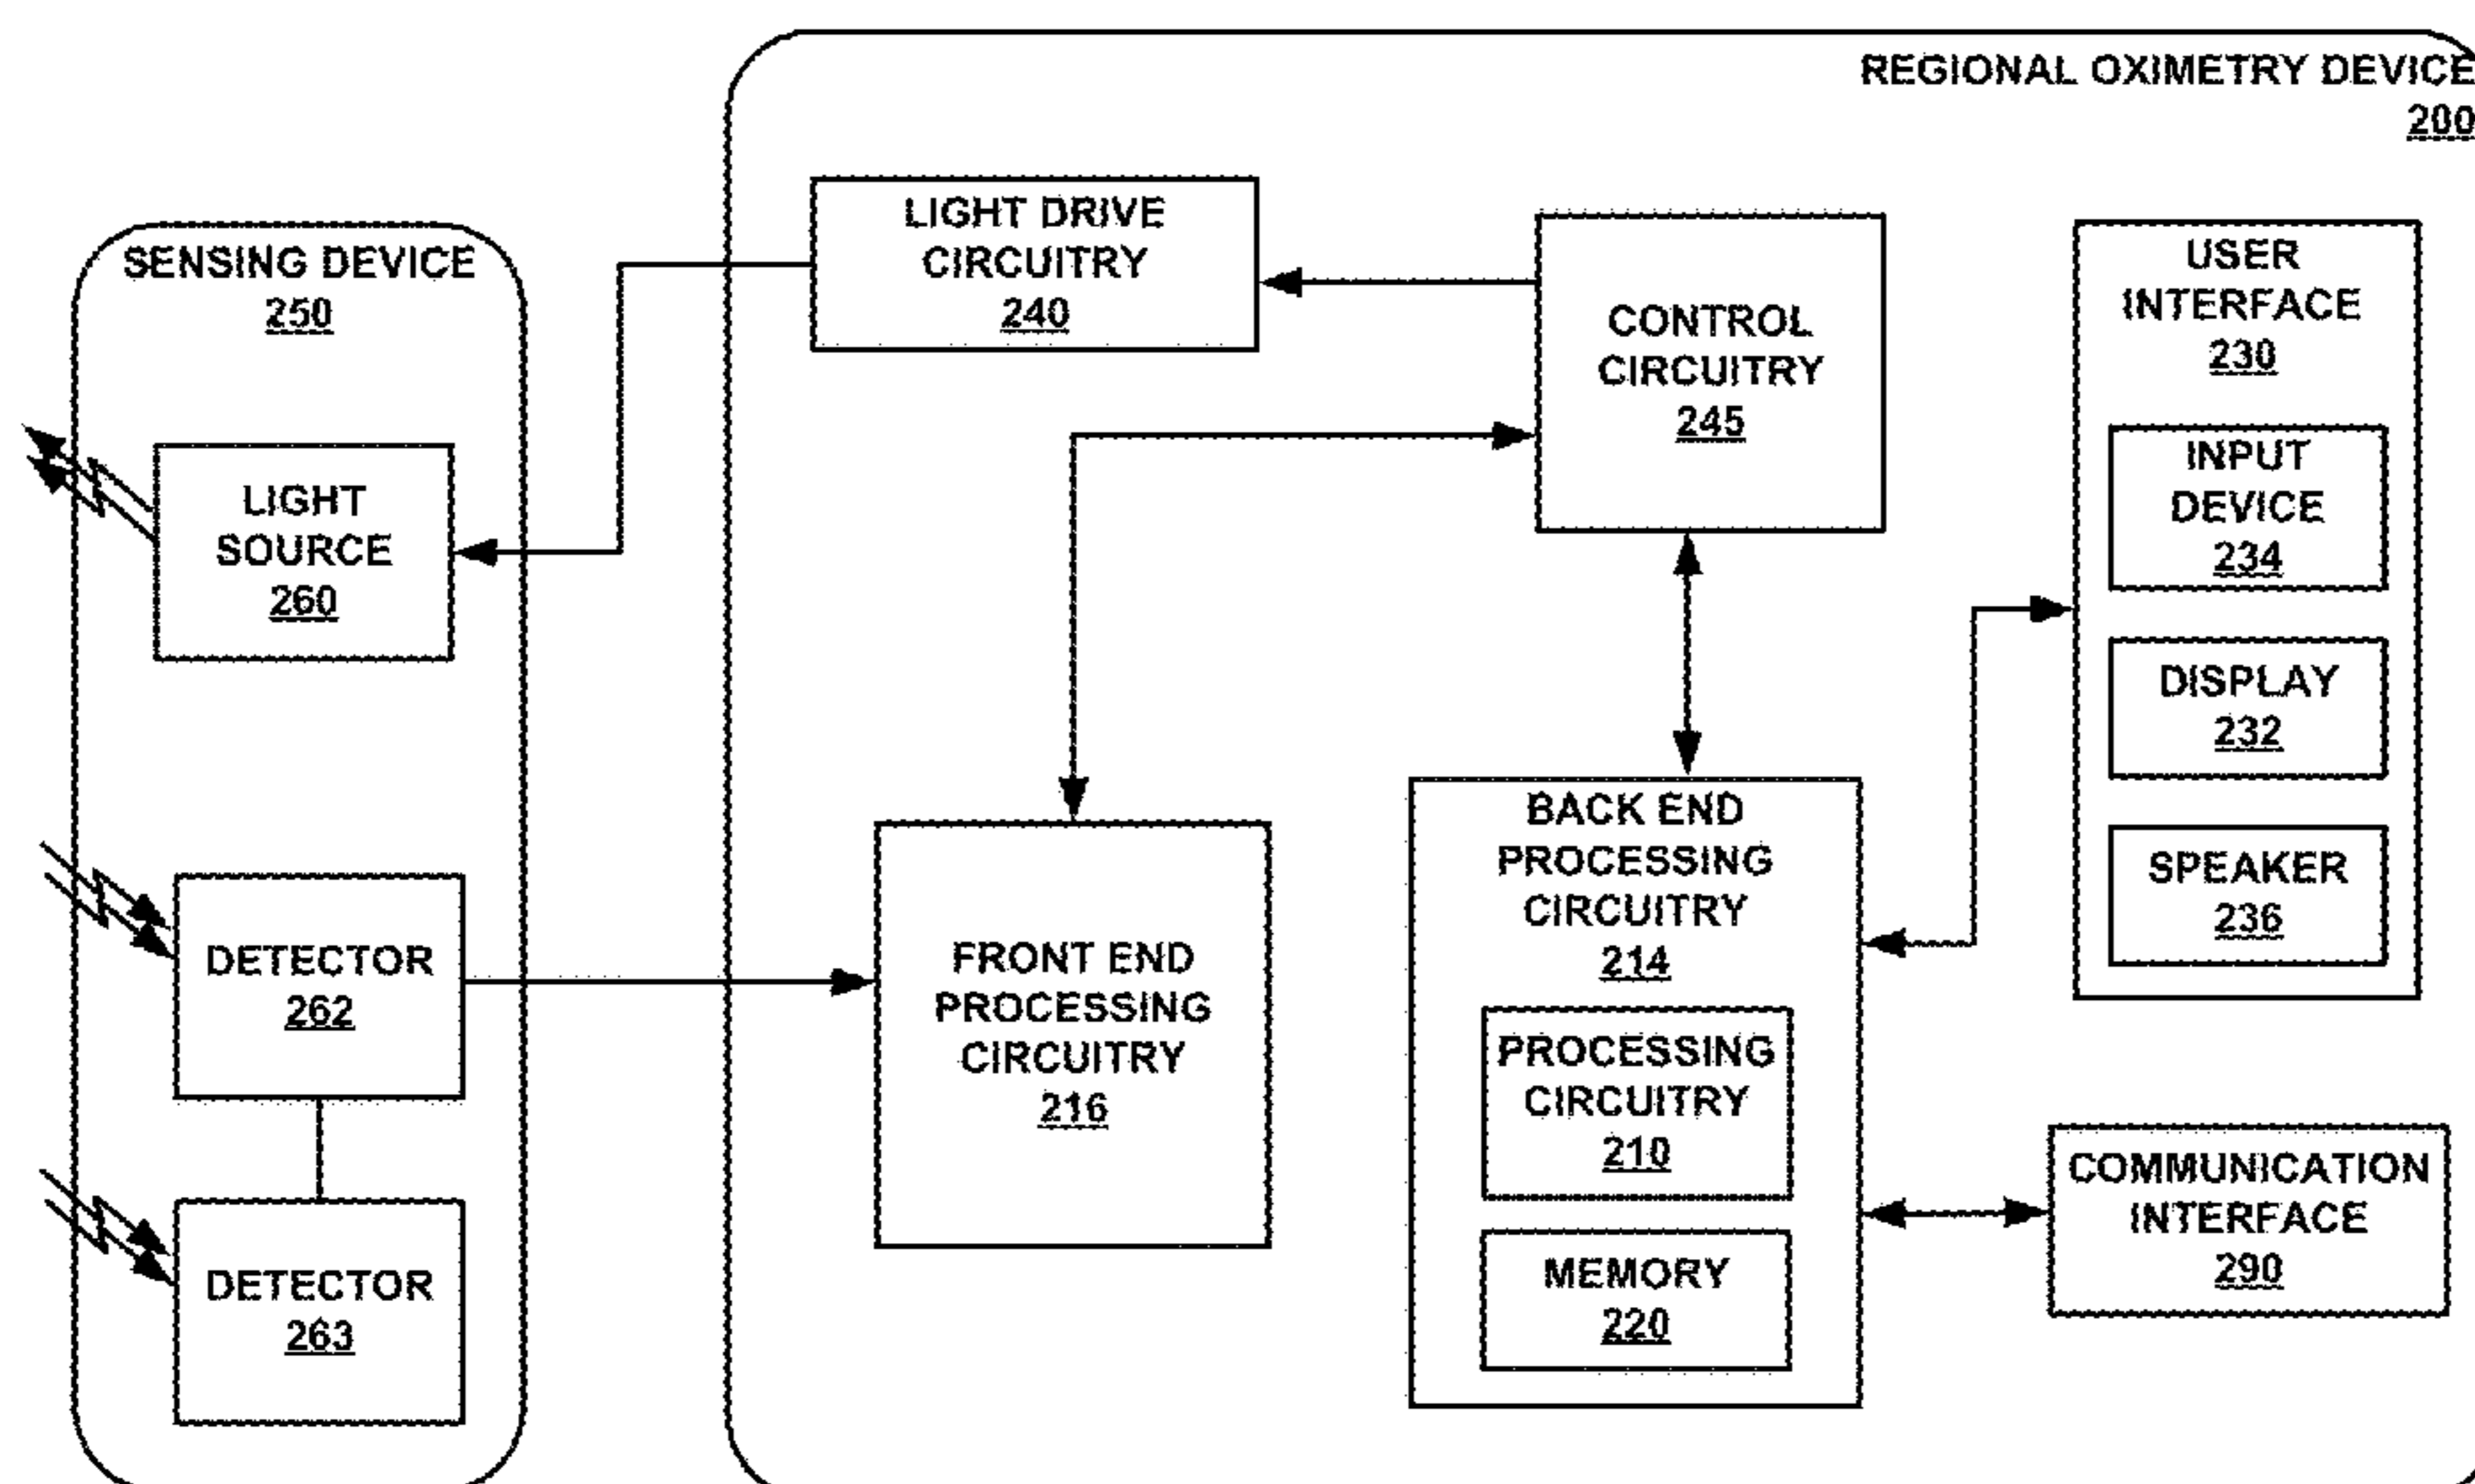 REGIONAL OXIMETRY DEVICE
200
SENSING DEVICE
250
LIGHT
SOURCE
260
DETECTOR
262
DETECTOR
263
LIGHT DRIVE
CIRCUITRY
240
CONTROL
CIRCUITRY
245
FRONT END
PROCESSING
CIRCUITRY
216
BACK END
PROCESSING
CIRCUITRY
214
PROCESSING
CIRCUITRY
210
MEMORY
220
USER
INTERFACE
230
INPUT
DEVICE
234
DISPLAY
232
SPEAKER
236
COMMUNICATION
INTERFACE
290